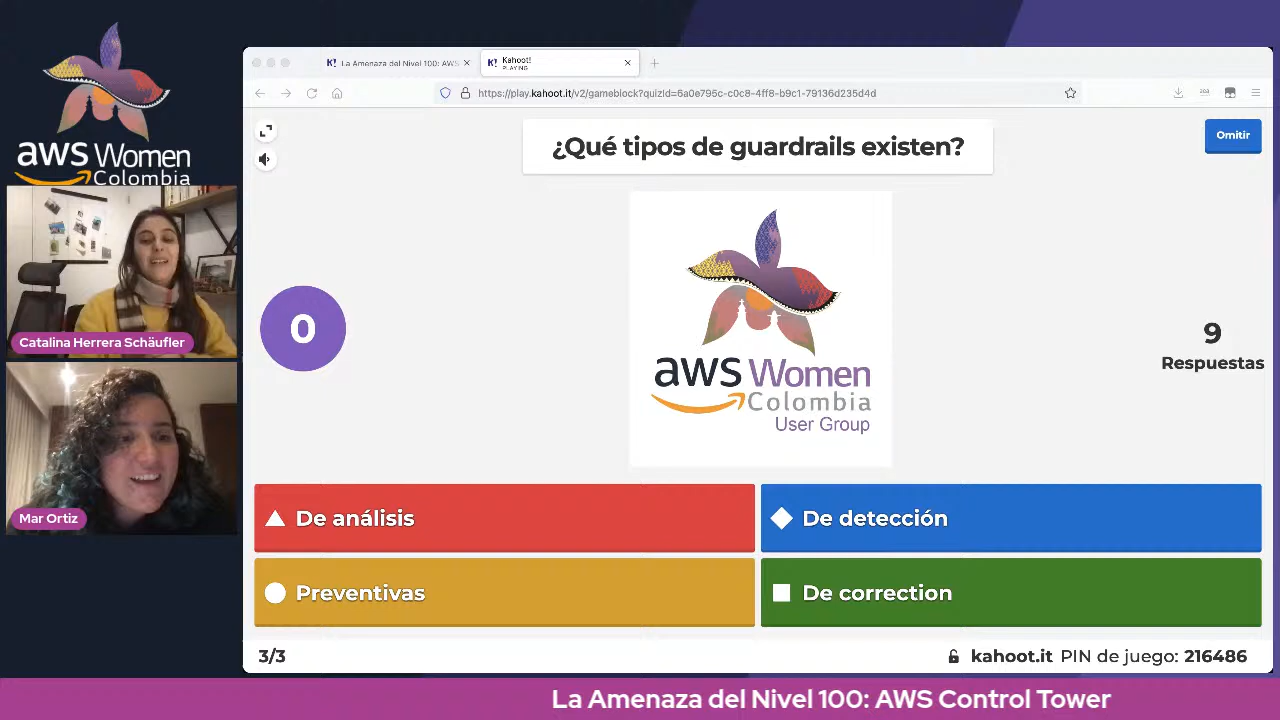 aws Women
Colombia
Catalina Herrera Schäufler
Mar Ortiz
La Amenaza del Nivel 100: AWS
Kahoot!
PLAYING
https://play.kahoot.it/v2/gameblock?quizId=6a0e795c-c0c8-4ff6-b9c1-79136d235d4d
¿Qué tipos de guardrails existen?
Omitir
0
aws Women
Colombia
User Group
9
Respuestas
De análisis
De detección
Preventivas
De correction
3/3
kahoot.it PIN de juego: 216486
La Amenaza del Nivel 100: AWS Control Tower